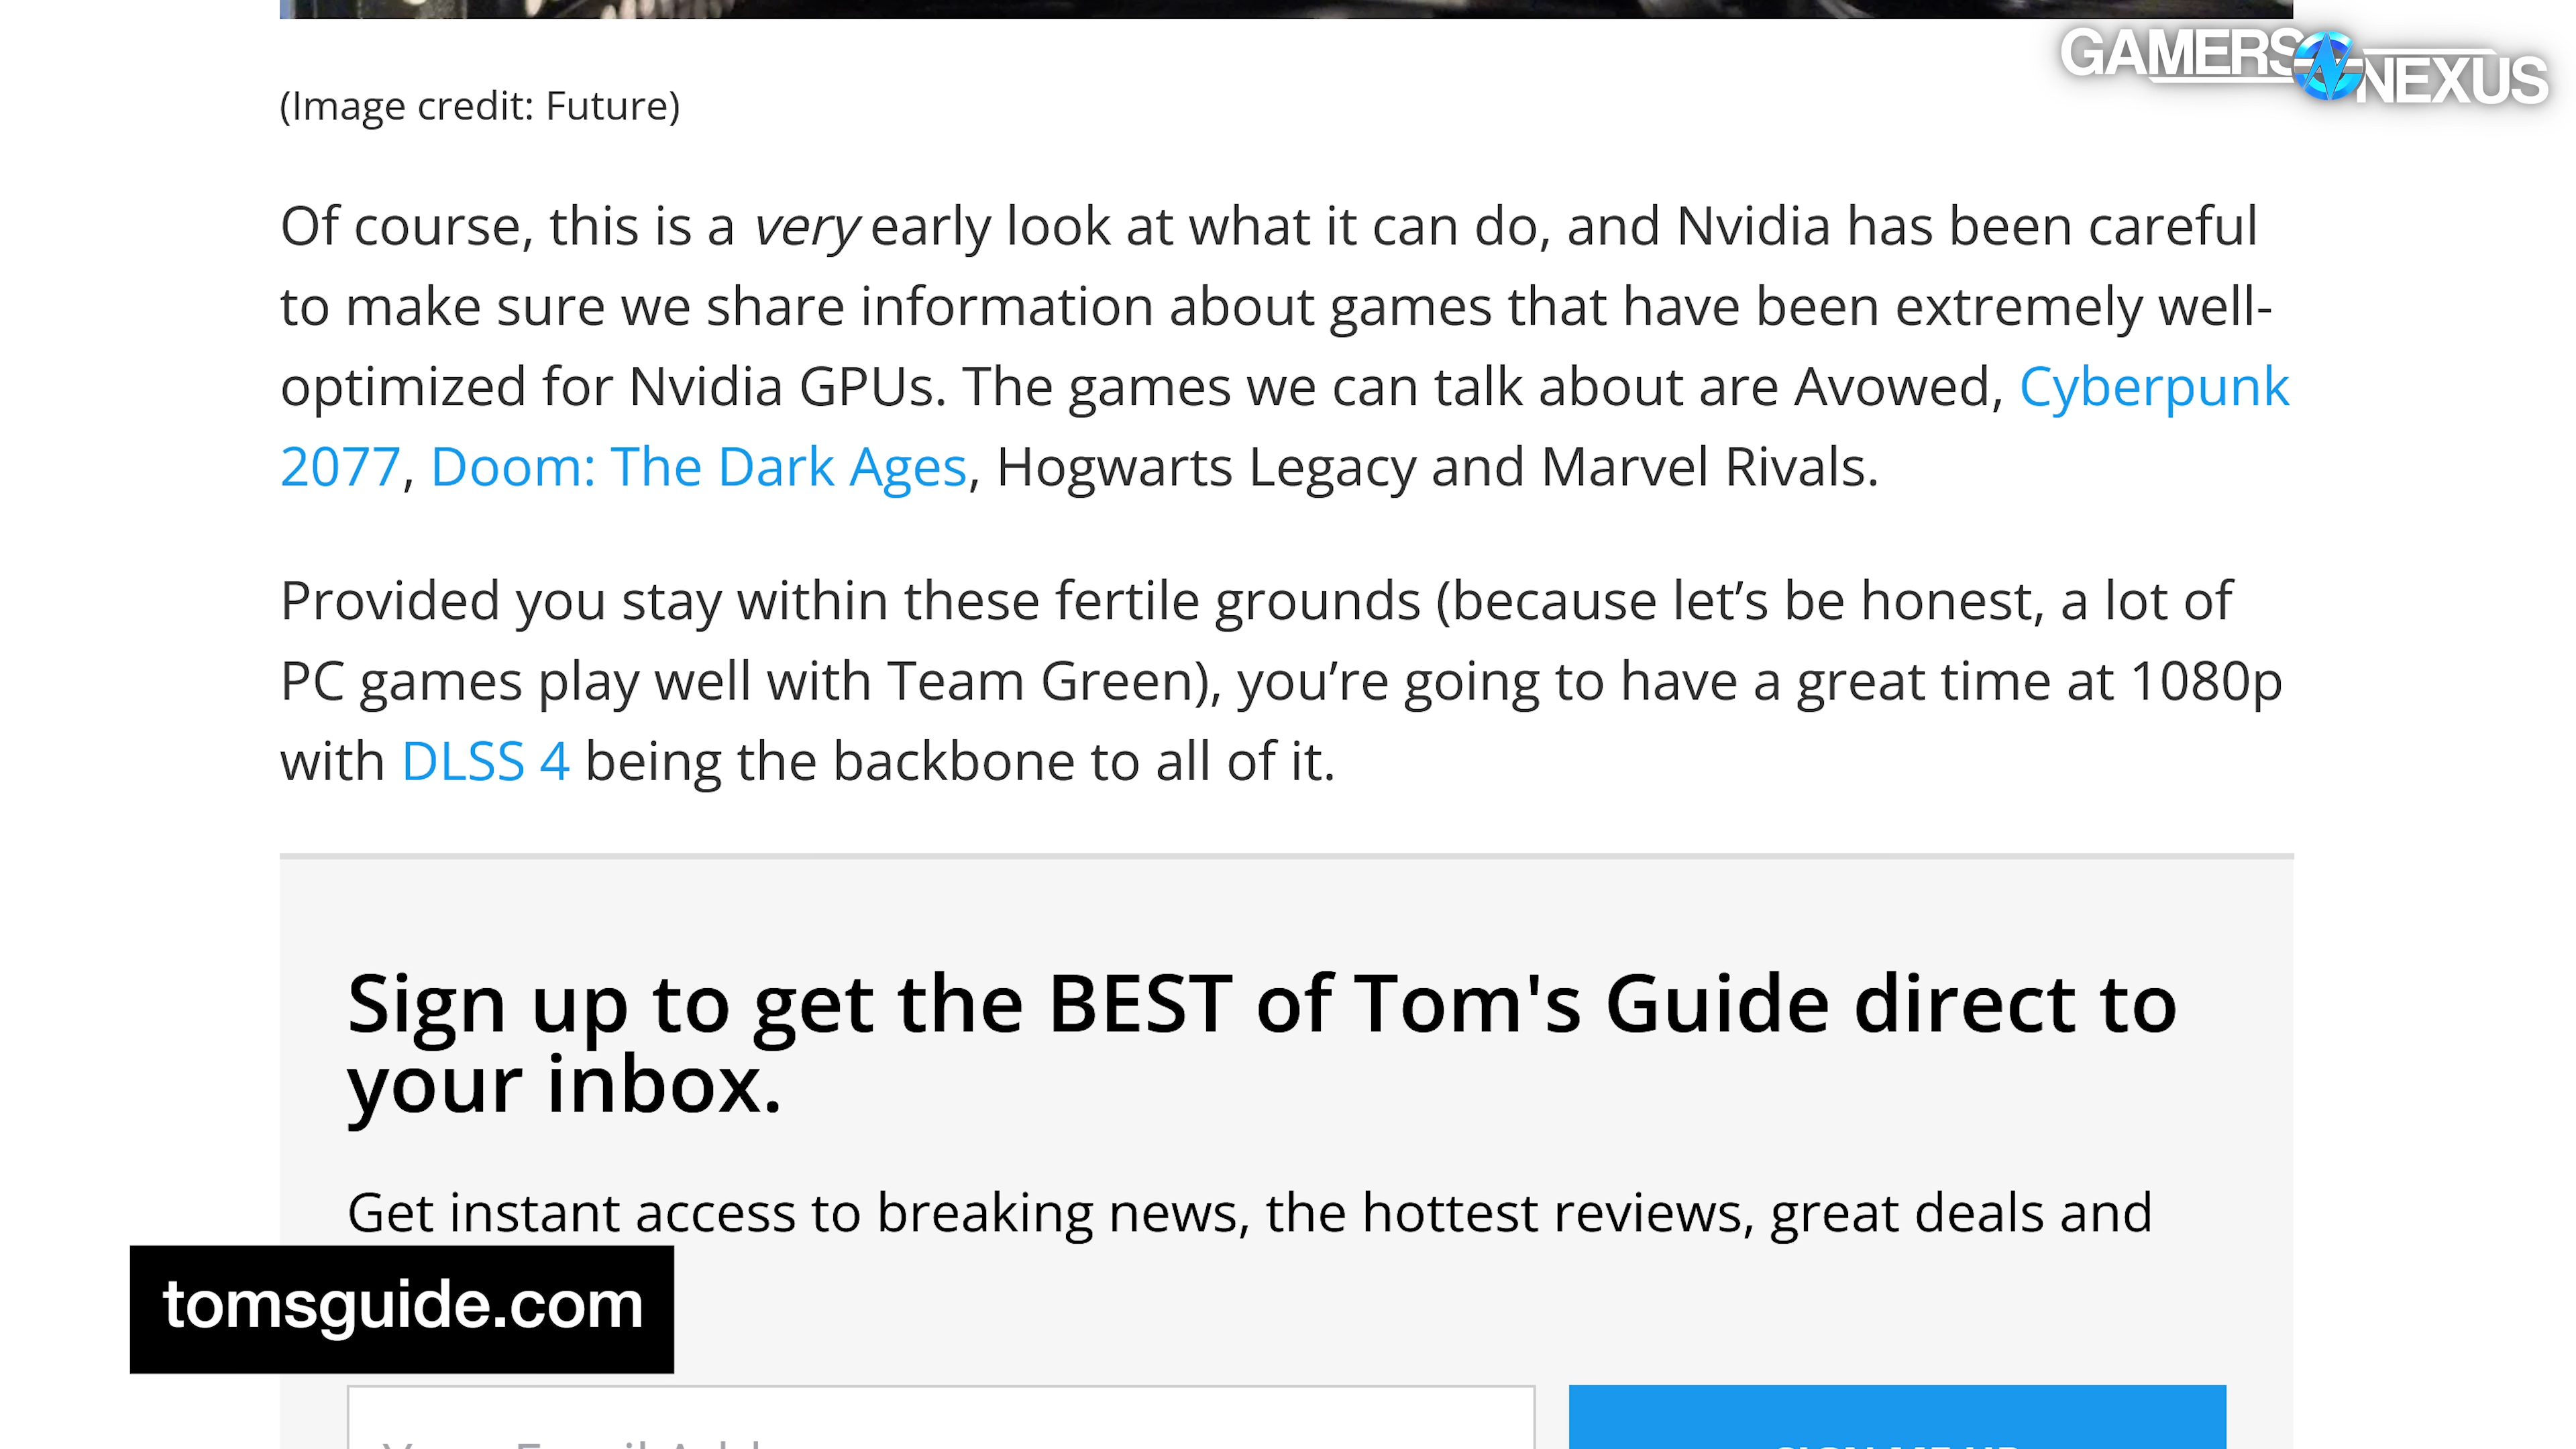 GAMERS NEXUS
(Image credit: Future)
Of course, this is a very early look at what it can do, and Nvidia has been careful
to make sure we share information about games that have been extremely well-
optimized for Nvidia GPUs. The games we can talk about are Avowed, Cyberpunk
2077, Doom: The Dark Ages, Hogwarts Legacy and Marvel Rivals.
Provided you stay within these fertile grounds (because let’s be honest, a lot of
PC games play well with Team Green), you’re going to have a great time at 1080p
with DLSS 4 being the backbone to all of it.
Sign up to get the BEST of Tom's Guide direct to
your inbox.
Get instant access to breaking news, the hottest reviews, great deals and
tomsguide.com